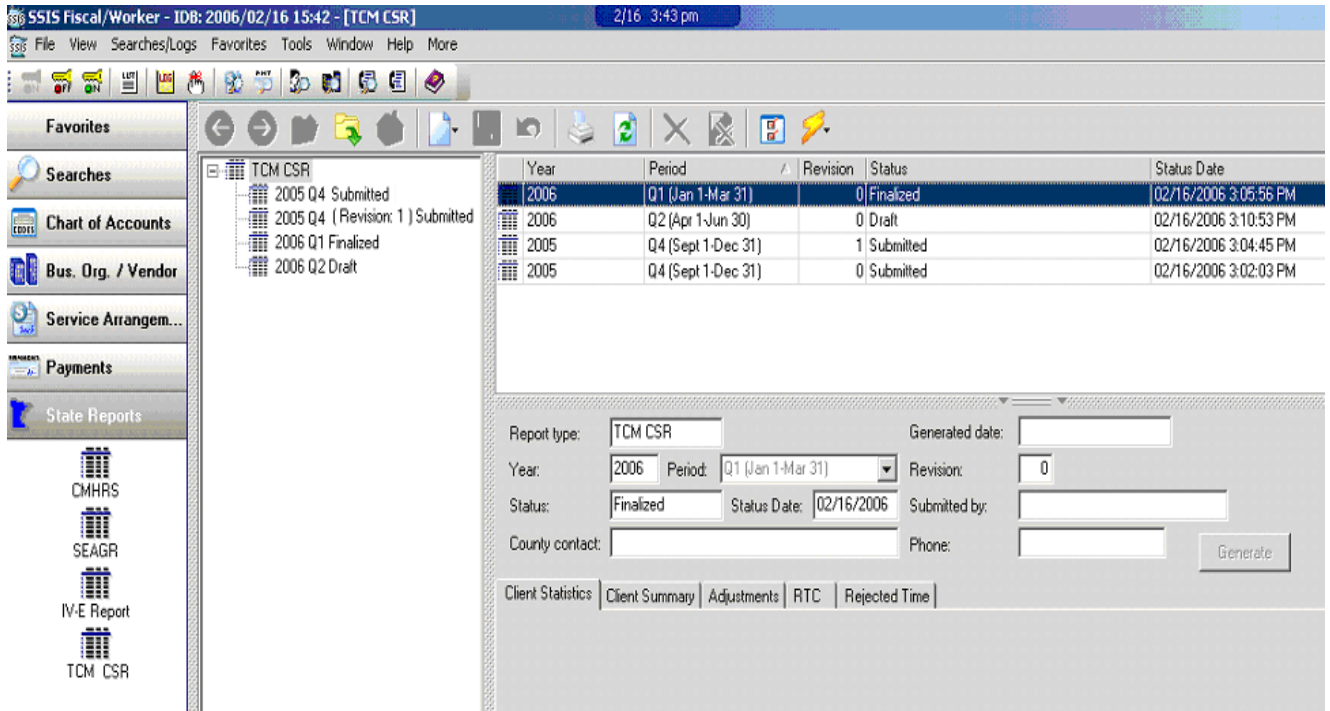 SSIS Fiscal/Worker - IDB: 2006/02/16 15:42 - [TCM CSR]
2/16 3:43 pm
File View Searches/Logs Favorites Tools Window Help More
OFF ON LIST LOG
Favorites
Searches
Chart of Accounts
Bus. Org. / Vendor
Service Arrangem...
Payments
State Reports
CMHRS
SEAGR
IV-E Report
TCM CSR
TCM CSR
2005 Q4 Submitted
2005 Q4 ( Revision: 1 ) Submitted
2006 Q1 Finalized
2006 Q2 Draft
Year Period Revision Status Status Date
2006 Q1 (Jan 1-Mar 31) 0 Finalized 02/16/2006 3:05:56 PM
2006 Q2 (Apr 1-Jun 30) 0 Draft 02/16/2006 3:10:53 PM
2005 Q4 (Sept 1-Dec 31) 1 Submitted 02/16/2006 3:04:45 PM
2005 Q4 (Sept 1-Dec 31) 0 Submitted 02/16/2006 3:02:03 PM
Report type: TCM CSR Generated date:
Year: 2006 Period: Q1 (Jan 1-Mar 31) Revision: 0
Status: Finalized Status Date: 02/16/2006 Submitted by:
County contact: Phone: Generate
Client Statistics Client Summary Adjustments RTC Rejected Time